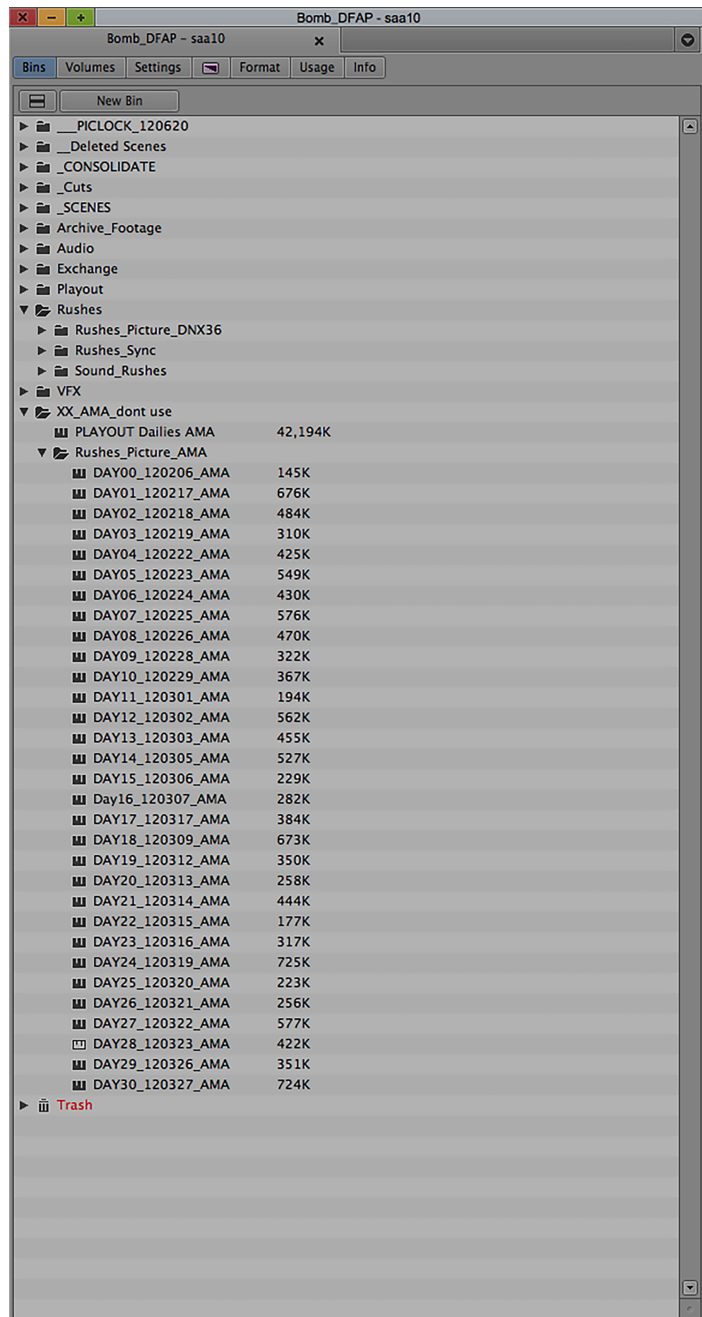 Bomb_DFAP - saa10
Bomb_DFAP - saa10
Bins Volumes Settings Format Usage Info
New Bin
___PICLOCK_120620
__Deleted Scenes
_CONSOLIDATE
_Cuts
_SCENES
Archive_Footage
Audio
Exchange
Playout
Rushes
Rushes_Picture_DNX36
Rushes_Sync
Sound_Rushes
VFX
XX_AMA_dont use
PLAYOUT Dailies AMA 42,194K
Rushes_Picture_AMA
DAY00_120206_AMA 145K
DAY01_120217_AMA 676K
DAY02_120218_AMA 484K
DAY03_120219_AMA 310K
DAY04_120222_AMA 425K
DAY05_120223_AMA 549K
DAY06_120224_AMA 430K
DAY07_120225_AMA 576K
DAY08_120226_AMA 470K
DAY09_120228_AMA 322K
DAY10_120229_AMA 367K
DAY11_120301_AMA 194K
DAY12_120302_AMA 562K
DAY13_120303_AMA 455K
DAY14_120305_AMA 527K
DAY15_120306_AMA 229K
Day16_120307_AMA 282K
DAY17_120317_AMA 384K
DAY18_120309_AMA 673K
DAY19_120312_AMA 350K
DAY20_120313_AMA 258K
DAY21_120314_AMA 444K
DAY22_120315_AMA 177K
DAY23_120316_AMA 317K
DAY24_120319_AMA 725K
DAY25_120320_AMA 223K
DAY26_120321_AMA 256K
DAY27_120322_AMA 577K
DAY28_120323_AMA 422K
DAY29_120326_AMA 351K
DAY30_120327_AMA 724K
Trash